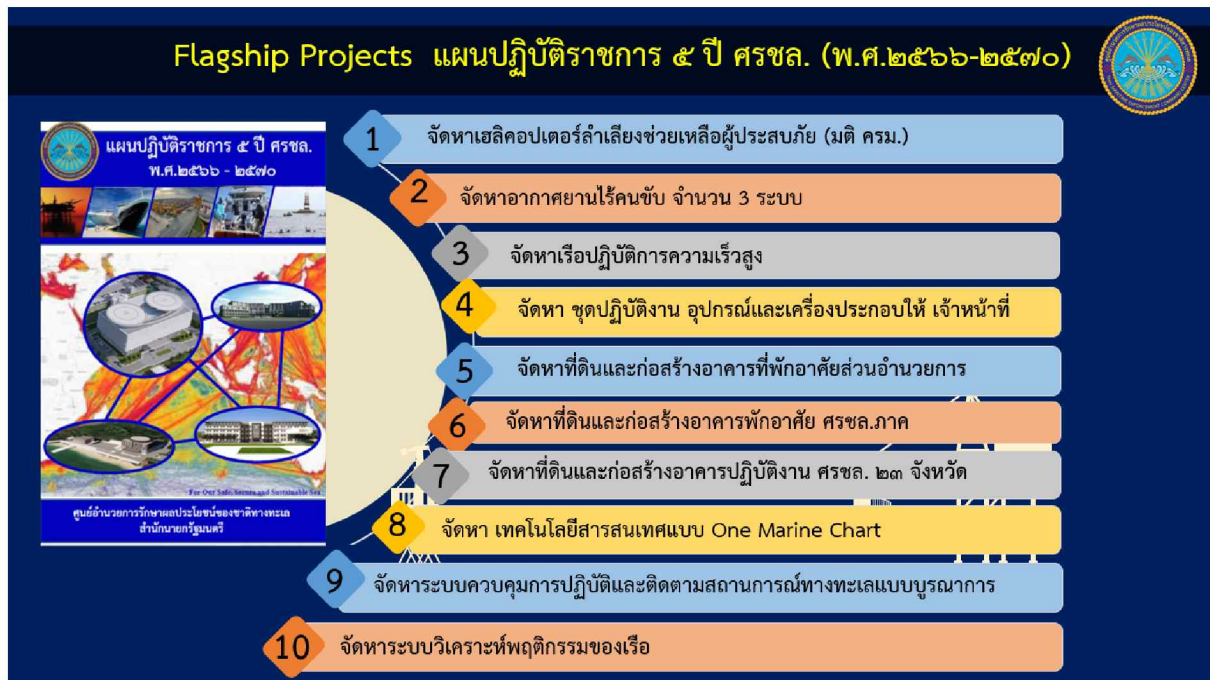 Flagship Projects แผนปฏิบัติราชการ ๕ ปี ศรชล. (พ.ศ.๒๕๖๖-๒๕๗๐)
แผนปฏิบัติราชการ ๕ ปี ศรชล.
พ.ศ.๒๕๖๖ - ๒๕๗๐
For Our Safe, Secure and Sustainable Sea
ศูนย์อำนวยการรักษาผลประโยชน์ของชาติทางทะเล
สำนักนายกรัฐมนตรี
1 จัดหาเฮลิคอปเตอร์ลำเลียงช่วยเหลือผู้ประสบภัย (มติ ครม.)
2 จัดหาอากาศยานไร้คนขับ จำนวน 3 ระบบ
3 จัดหาเรือปฏิบัติการความเร็วสูง
4 จัดหา ชุดปฏิบัติงาน อุปกรณ์และเครื่องประกอบให้ เจ้าหน้าที่
5 จัดหาที่ดินและก่อสร้างอาคารที่พักอาศัยส่วนอำนวยการ
6 จัดหาที่ดินและก่อสร้างอาคารพักอาศัย ศรชล.ภาค
7 จัดหาที่ดินและก่อสร้างอาคารปฏิบัติงาน ศรชล. ๒๓ จังหวัด
8 จัดหา เทคโนโลยีสารสนเทศแบบ One Marine Chart
9 จัดหาระบบควบคุมการปฏิบัติและติดตามสถานการณ์ทางทะเลแบบบูรณาการ
10 จัดหาระบบวิเคราะห์พฤติกรรมของเรือ